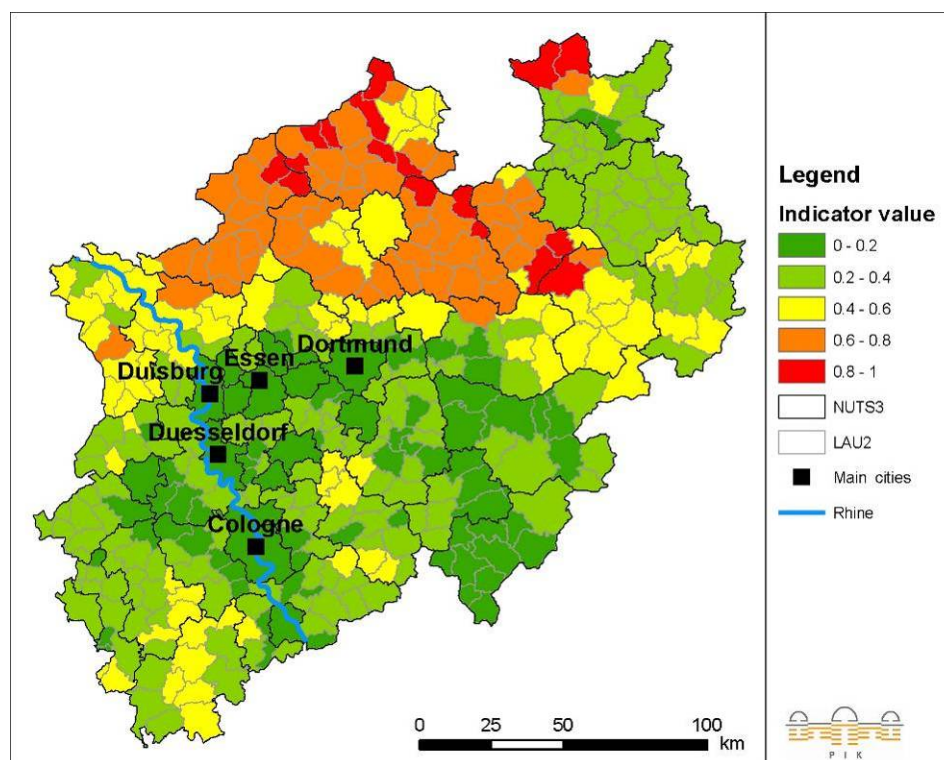 Essen
Dortmund
Duisburg
Duesseldorf
Cologne
0 25 50 100
km
Legend
Indicator value
0 - 0.2
0.2 - 0.4
0.4 - 0.6
0.6 - 0.8
0.8 - 1
NUTS3
LAU2
Main cities
Rhine
P I K